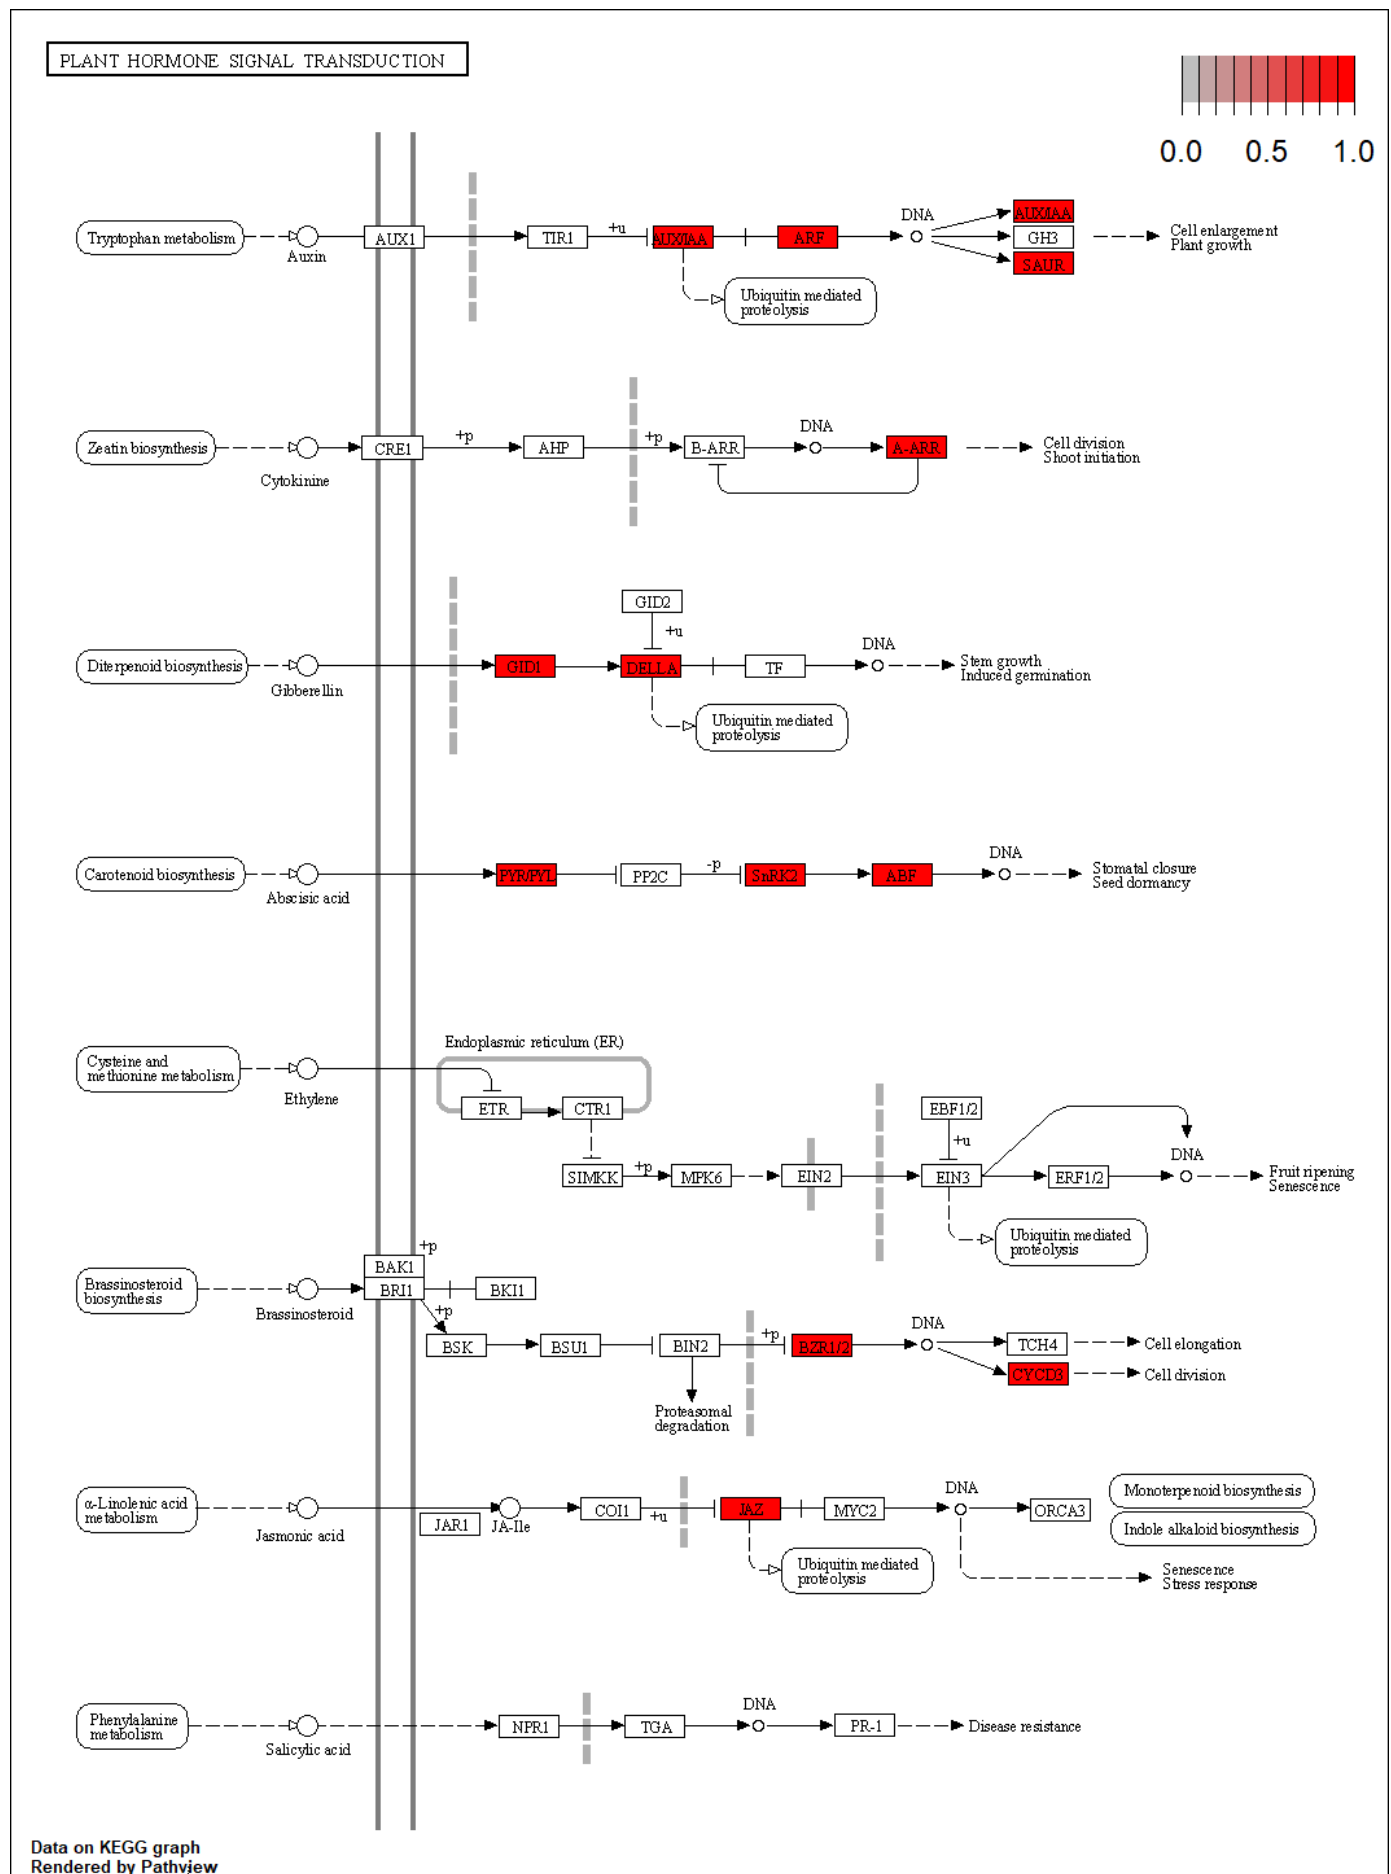 PLANT HORMONE SIGNAL TRANSDUCTION
0.0 0.5 1.0
Tryptophan metabolism
Auxin
AUX1
TIR1
+u
AUX/IAA
ARF
DNA
AUX/IAA
GH3
SAUR
Cell enlargement
Plant growth
Ubiquitin mediated
proteolysis
Zeatin biosynthesis
Cytokinine
CRE1
+p
AHP
+p
B-ARR
DNA
A-ARR
Cell division
Shoot initiation
GID2
+u
Diterpenoid biosynthesis
Gibberellin
GID1
DELLA
TF
DNA
Stem growth
Induced germination
Ubiquitin mediated
proteolysis
Carotenoid biosynthesis
Abscisic acid
PYR/PYL
PP2C
-p
SnRK2
ABF
DNA
Stomatal closure
Seed dormancy
Endoplasmic reticulum (ER)
Cysteine and
methionine metabolism
Ethylene
ETR
CTR1
SIMKK
+p
MPK6
EIN2
EBF1/2
+u
EIN3
ERF1/2
DNA
Fruit ripening
Senescence
Ubiquitin mediated
proteolysis
Brassinosteroid
biosynthesis
Brassinosteroid
+p
BAK1
BRI1
BKI1
+p
BSK
BSU1
BIN2
+p
BZR1/2
DNA
TCH4
Cell elongation
CYCD3
Cell division
Proteasomal
degradation
α-Linolenic acid
metabolism
Jasmonic acid
JAR1
JA-Ile
COI1
+u
JAZ
MYC2
DNA
ORCA3
Monoterpenoid biosynthesis
Indole alkaloid biosynthesis
Ubiquitin mediated
proteolysis
Senescence
Stress response
Phenylalanine
metabolism
Salicylic acid
NPR1
TGA
DNA
PR-1
Disease resistance
Data on KEGG graph
Rendered by Pathview